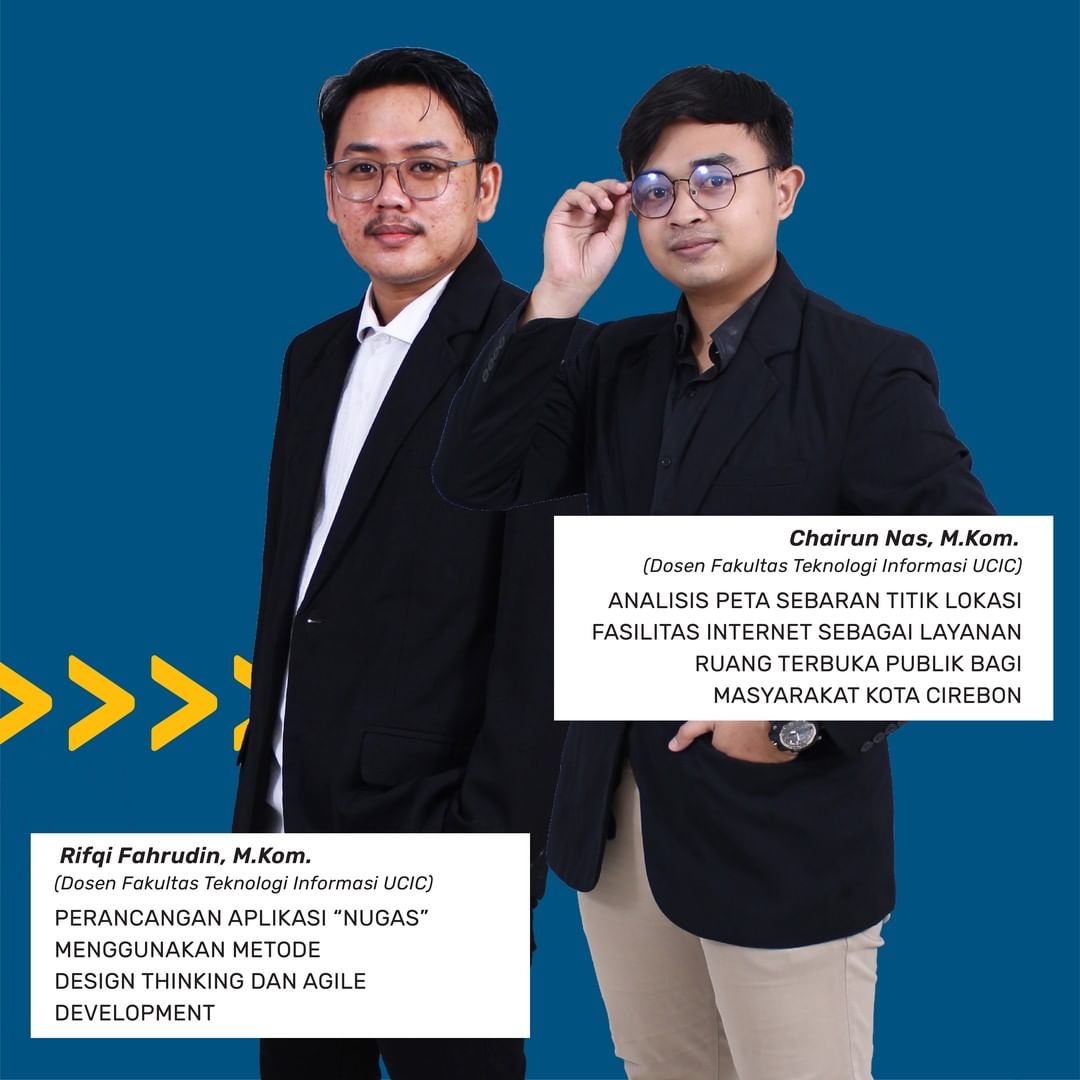 Chairun Nas, M.Kom.
(Dosen Fakultas Teknologi Informasi UCIC)
ANALISIS PETA SEBARAN TITIK LOKASI
FASILITAS INTERNET SEBAGAI LAYANAN
RUANG TERBUKA PUBLIK BAGI
MASYARAKAT KOTA CIREBON
Rifqi Fahrudin, M.Kom.
(Dosen Fakultas Teknologi Informasi UCIC)
PERANCANGAN APLIKASI “NUGAS”
MENGGUNAKAN METODE
DESIGN THINKING DAN AGILE
DEVELOPMENT